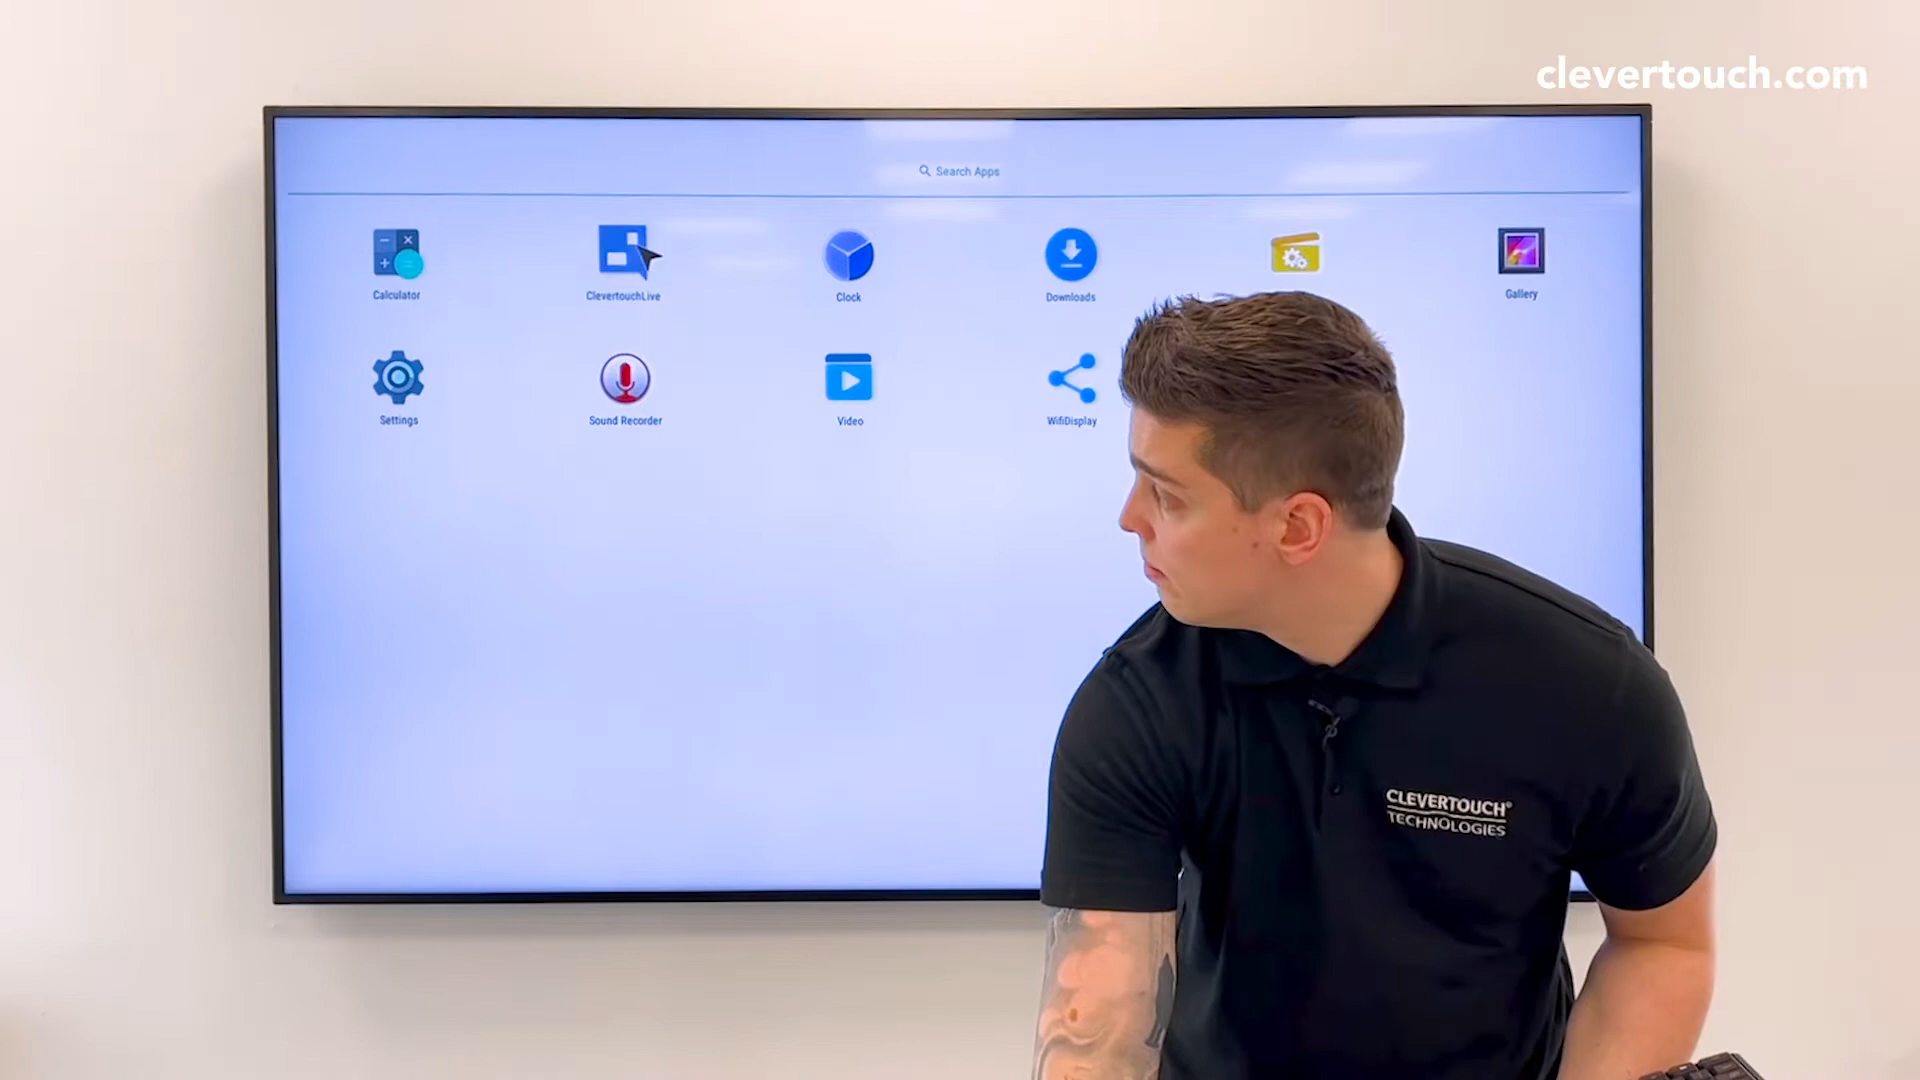 clevertouch.com
Search Apps
Calculator
ClevertouchLive
Clock
Downloads
Gallery
Settings
Sound Recorder
Video
WifiDisplay
CLEVERTOUCH®
TECHNOLOGIES